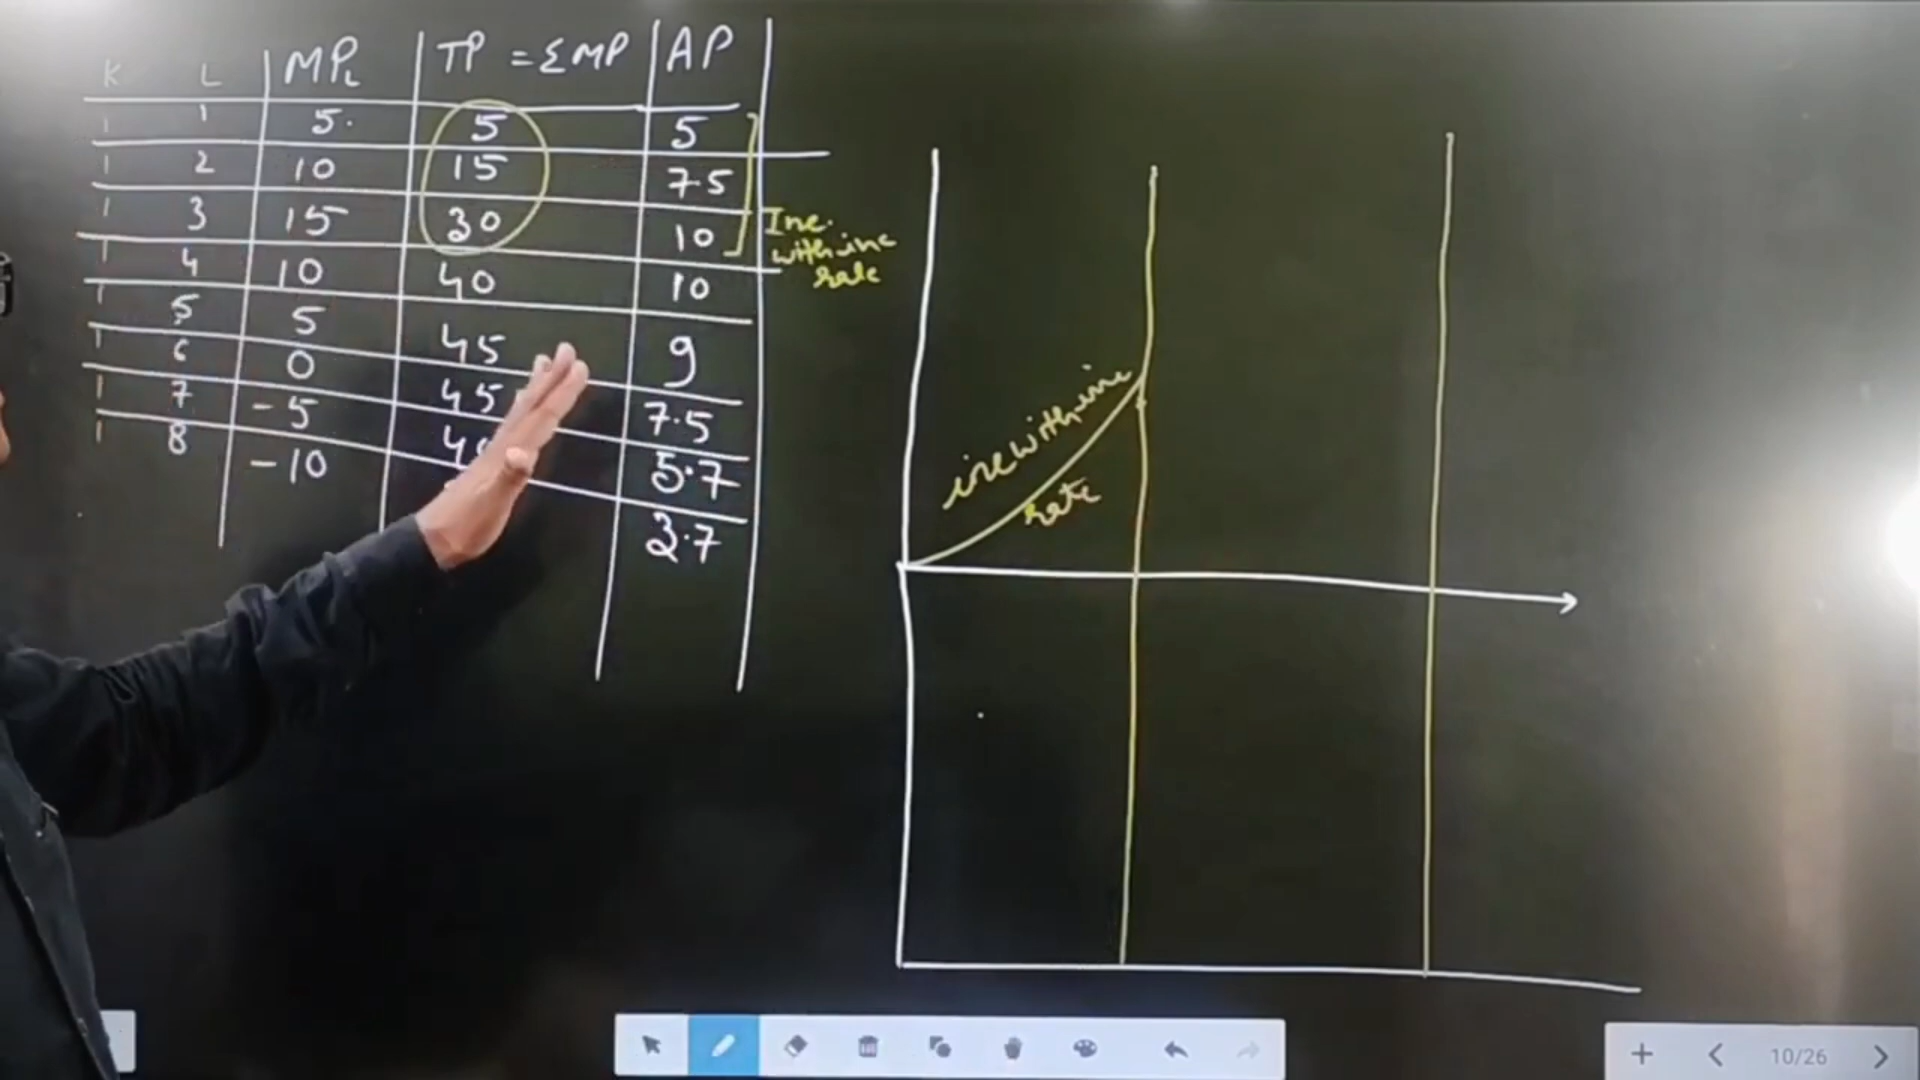 K L MPL TP = ΣMP AP
1 1 5. 5 5
1 2 10 15 7.5
1 3 15 30 10
1 4 10 40 10
1 5 5 45 9
1 6 0 45 7.5
1 7 -5 5.7
1 8 -10 3.7
Inc.
with inc
rate
inc with inc
rate
10/26